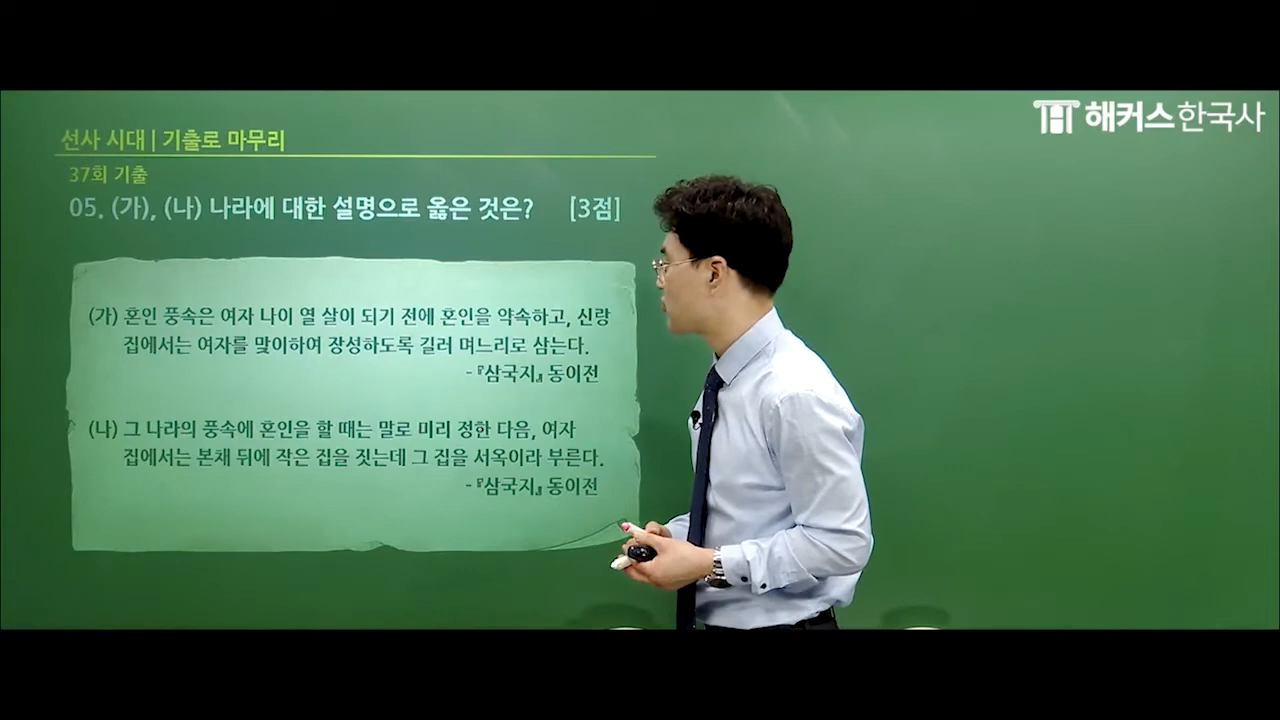 해커스한국사
선사 시대 | 기출로 마무리
37회 기출
05. (가), (나) 나라에 대한 설명으로 옳은 것은? [3점]
(가) 혼인 풍속은 여자 나이 열 살이 되기 전에 혼인을 약속하고, 신랑
집에서는 여자를 맞이하여 장성하도록 길러 며느리로 삼는다.
-『삼국지』 동이전
(나) 그 나라의 풍속에 혼인을 할 때는 말로 미리 정한 다음, 여자
집에서는 본채 뒤에 작은 집을 짓는데 그 집을 서옥이라 부른다.
-『삼국지』 동이전